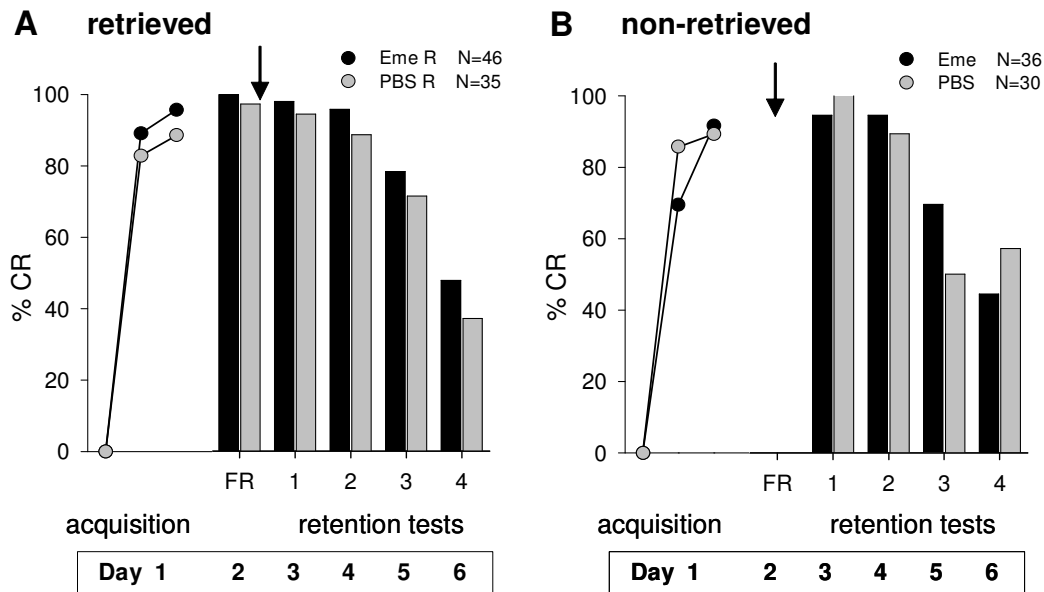 A retrieved
Eme R N=46
PBS R N=35
100
80
60
40
20
0
% CR
FR 1 2 3 4
acquisition retention tests
Day 1 2 3 4 5 6
B non-retrieved
Eme N=36
PBS N=30
100
80
60
40
20
0
% CR
FR 1 2 3 4
acquisition retention tests
Day 1 2 3 4 5 6